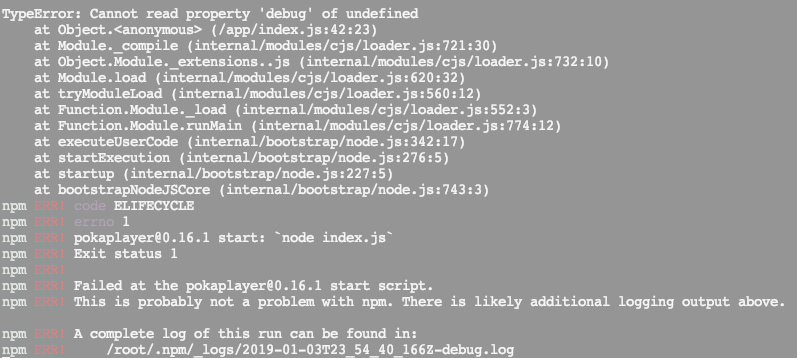 TypeError: Cannot read property 'debug' of undefined
    at Object.<anonymous> (/app/index.js:42:23)
    at Module._compile (internal/modules/cjs/loader.js:721:30)
    at Object.Module._extensions..js (internal/modules/cjs/loader.js:732:10)
    at Module.load (internal/modules/cjs/loader.js:620:32)
    at tryModuleLoad (internal/modules/cjs/loader.js:560:12)
    at Function.Module._load (internal/modules/cjs/loader.js:552:3)
    at Function.Module.runMain (internal/modules/cjs/loader.js:774:12)
    at executeUserCode (internal/bootstrap/node.js:342:17)
    at startExecution (internal/bootstrap/node.js:276:5)
    at startup (internal/bootstrap/node.js:227:5)
    at bootstrapNodeJSCore (internal/bootstrap/node.js:743:3)
npm ERR! code ELIFECYCLE
npm ERR! errno 1
npm ERR! pokaplayer@0.16.1 start: `node index.js`
npm ERR! Exit status 1
npm ERR!
npm ERR! Failed at the pokaplayer@0.16.1 start script.
npm ERR! This is probably not a problem with npm. There is likely additional logging output above.

npm ERR! A complete log of this run can be found in:
npm ERR!     /root/.npm/_logs/2019-01-03T23_54_40_166Z-debug.log